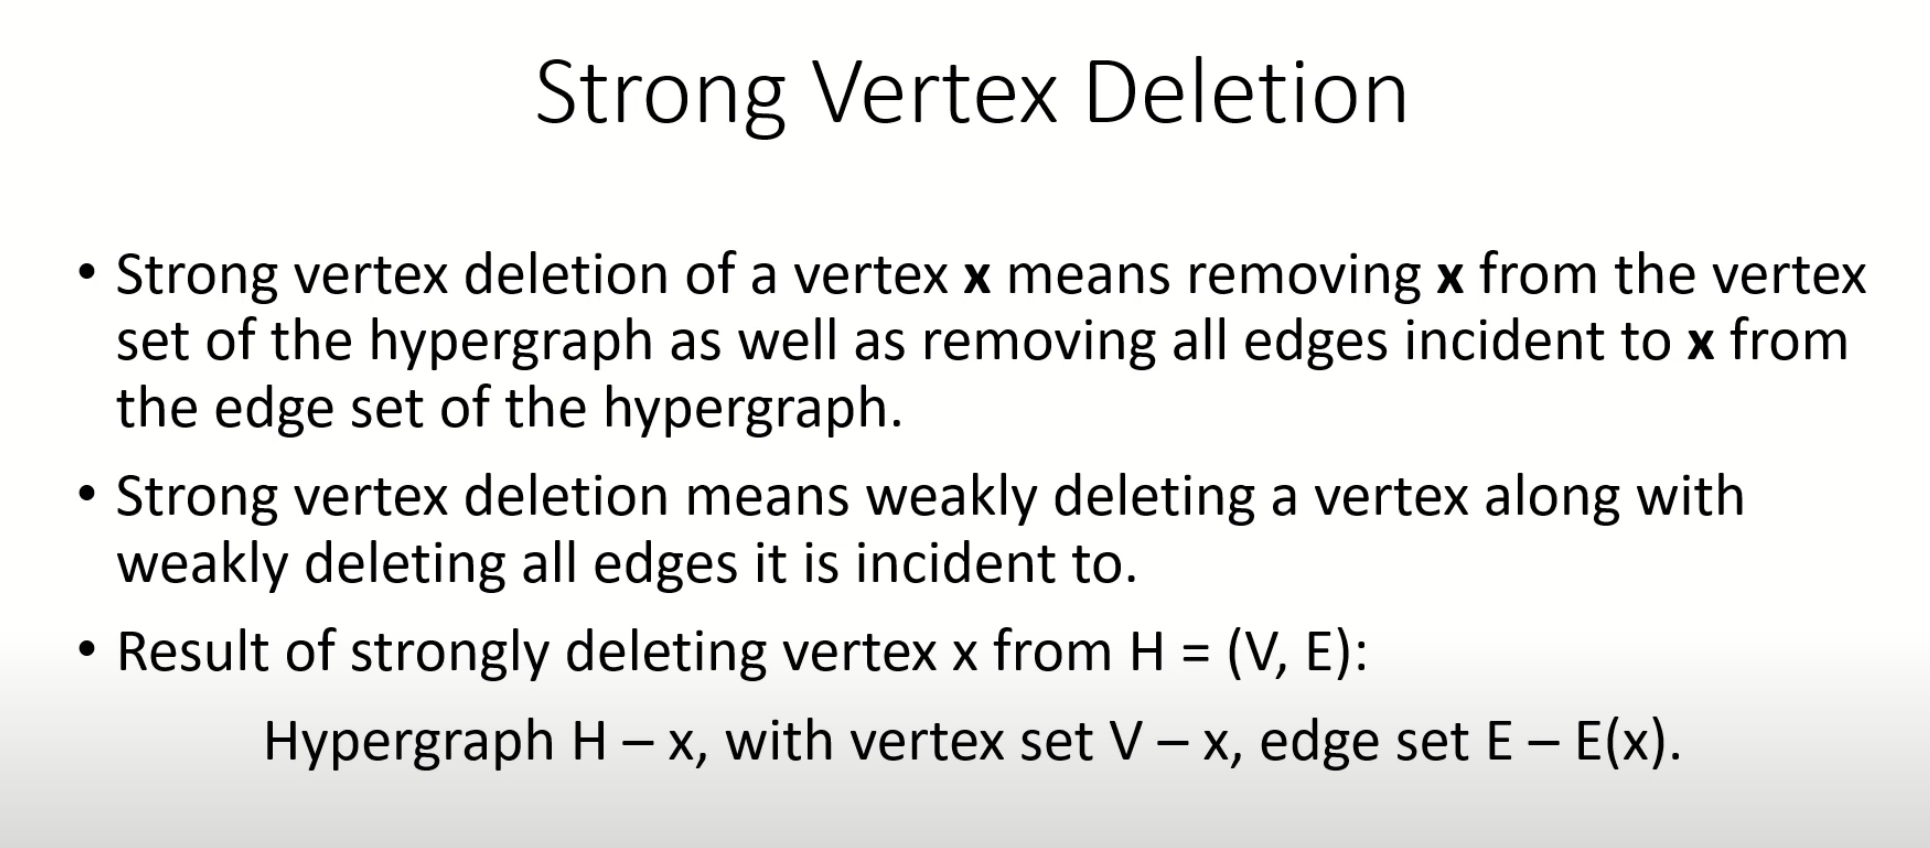 Strong Vertex Deletion
• Strong vertex deletion of a vertex x means removing x from the vertex
set of the hypergraph as well as removing all edges incident to x from
the edge set of the hypergraph.
• Strong vertex deletion means weakly deleting a vertex along with
weakly deleting all edges it is incident to.
• Result of strongly deleting vertex x from H = (V, E):
Hypergraph H – x, with vertex set V – x, edge set E – E(x).